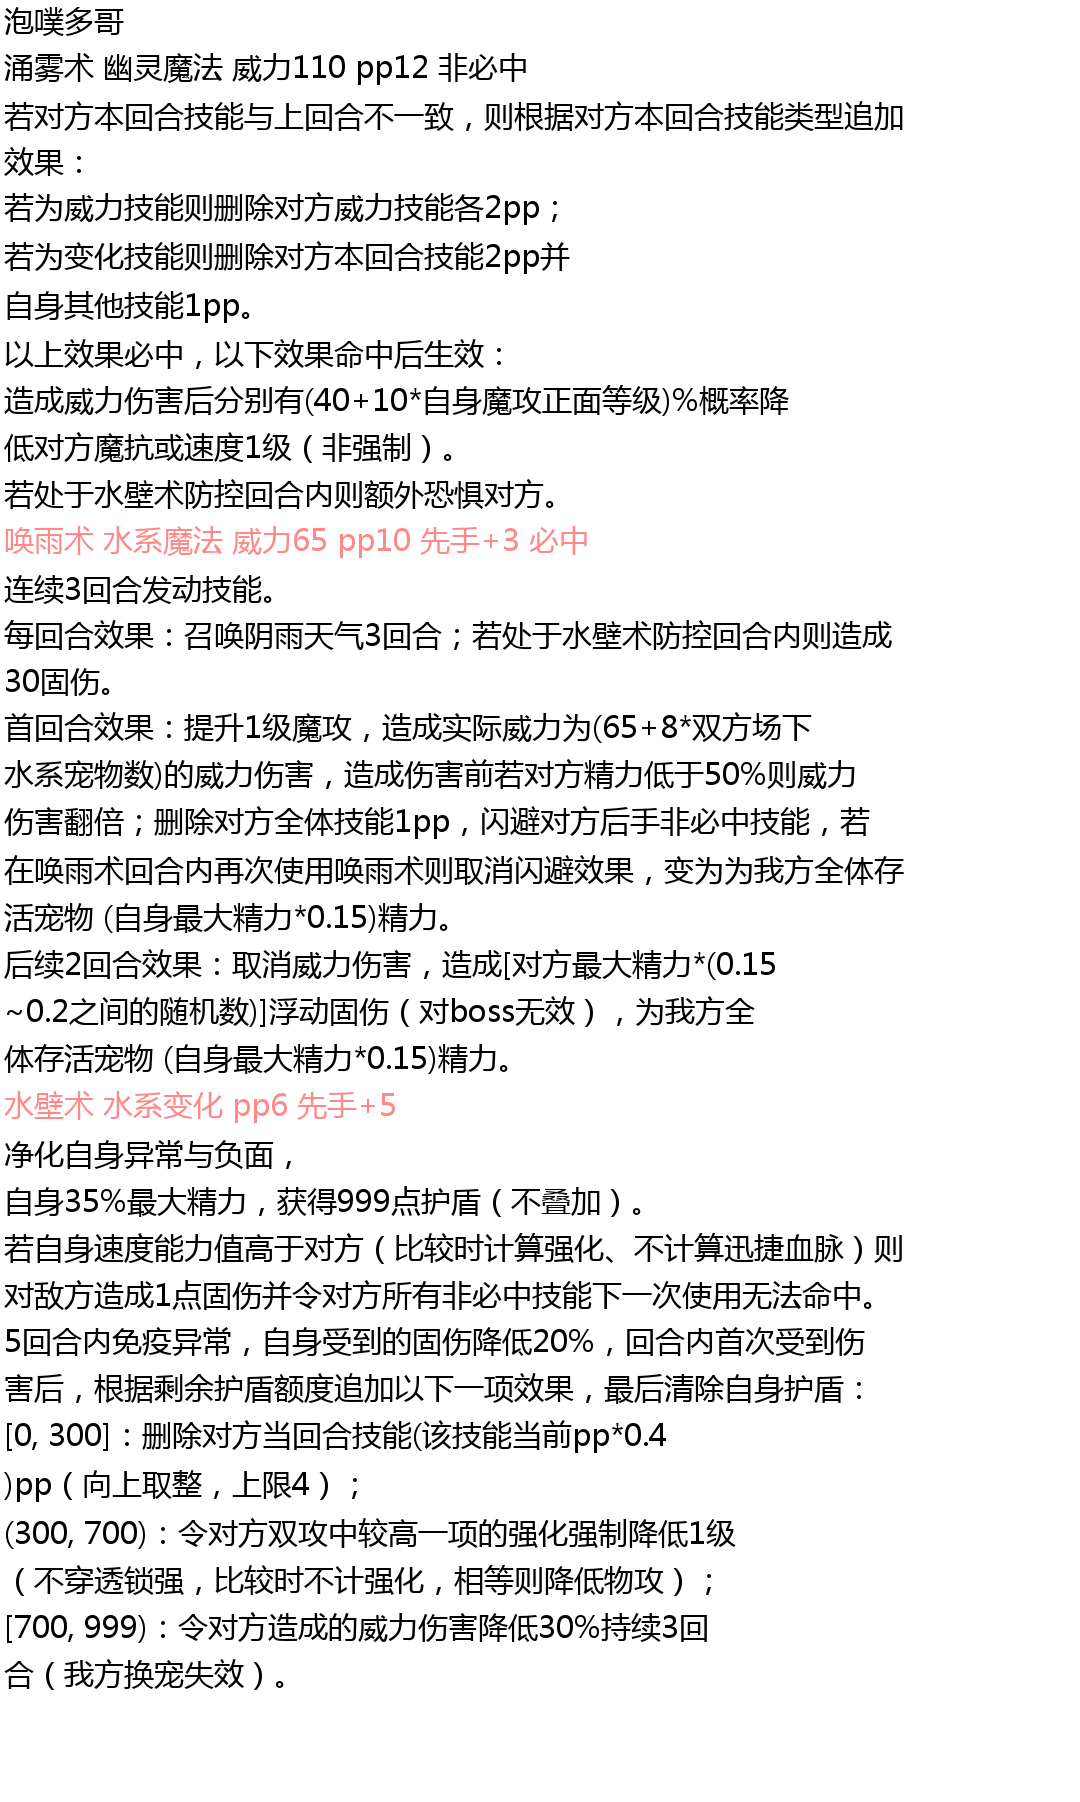 泡噗多哥
涌雾术 幽灵魔法 威力110 pp12 非必中
若对方本回合技能与上回合不一致，则根据对方本回合技能类型追加
效果：
若为威力技能则删除对方威力技能各2pp；
若为变化技能则删除对方本回合技能2pp并
自身其他技能1pp。
以上效果必中，以下效果命中后生效：
造成威力伤害后分别有(40+10*自身魔攻正面等级)%概率降
低对方魔抗或速度1级（非强制）。
若处于水壁术防控回合内则额外恐惧对方。
唤雨术 水系魔法 威力65 pp10 先手+3 必中
连续3回合发动技能。
每回合效果：召唤阴雨天气3回合；若处于水壁术防控回合内则造成
30固伤。
首回合效果：提升1级魔攻，造成实际威力为(65+8*双方场下
水系宠物数)的威力伤害，造成伤害前若对方精力低于50%则威力
伤害翻倍；删除对方全体技能1pp，闪避对方后手非必中技能，若
在唤雨术回合内再次使用唤雨术则取消闪避效果，变为为我方全体存
活宠物 (自身最大精力*0.15)精力。
后续2回合效果：取消威力伤害，造成[对方最大精力*(0.15
~0.2之间的随机数)]浮动固伤（对boss无效），为我方全
体存活宠物 (自身最大精力*0.15)精力。
水壁术 水系变化 pp6 先手+5
净化自身异常与负面，
自身35%最大精力，获得999点护盾（不叠加）。
若自身速度能力值高于对方（比较时计算强化、不计算迅捷血脉）则
对敌方造成1点固伤并令对方所有非必中技能下一次使用无法命中。
5回合内免疫异常，自身受到的固伤降低20%，回合内首次受到伤
害后，根据剩余护盾额度追加以下一项效果，最后清除自身护盾：
[0, 300]：删除对方当回合技能(该技能当前pp*0.4
)pp（向上取整，上限4）；
(300, 700)：令对方双攻中较高一项的强化强制降低1级
（不穿透锁强，比较时不计强化，相等则降低物攻）；
[700, 999)：令对方造成的威力伤害降低30%持续3回
合（我方换宠失效）。